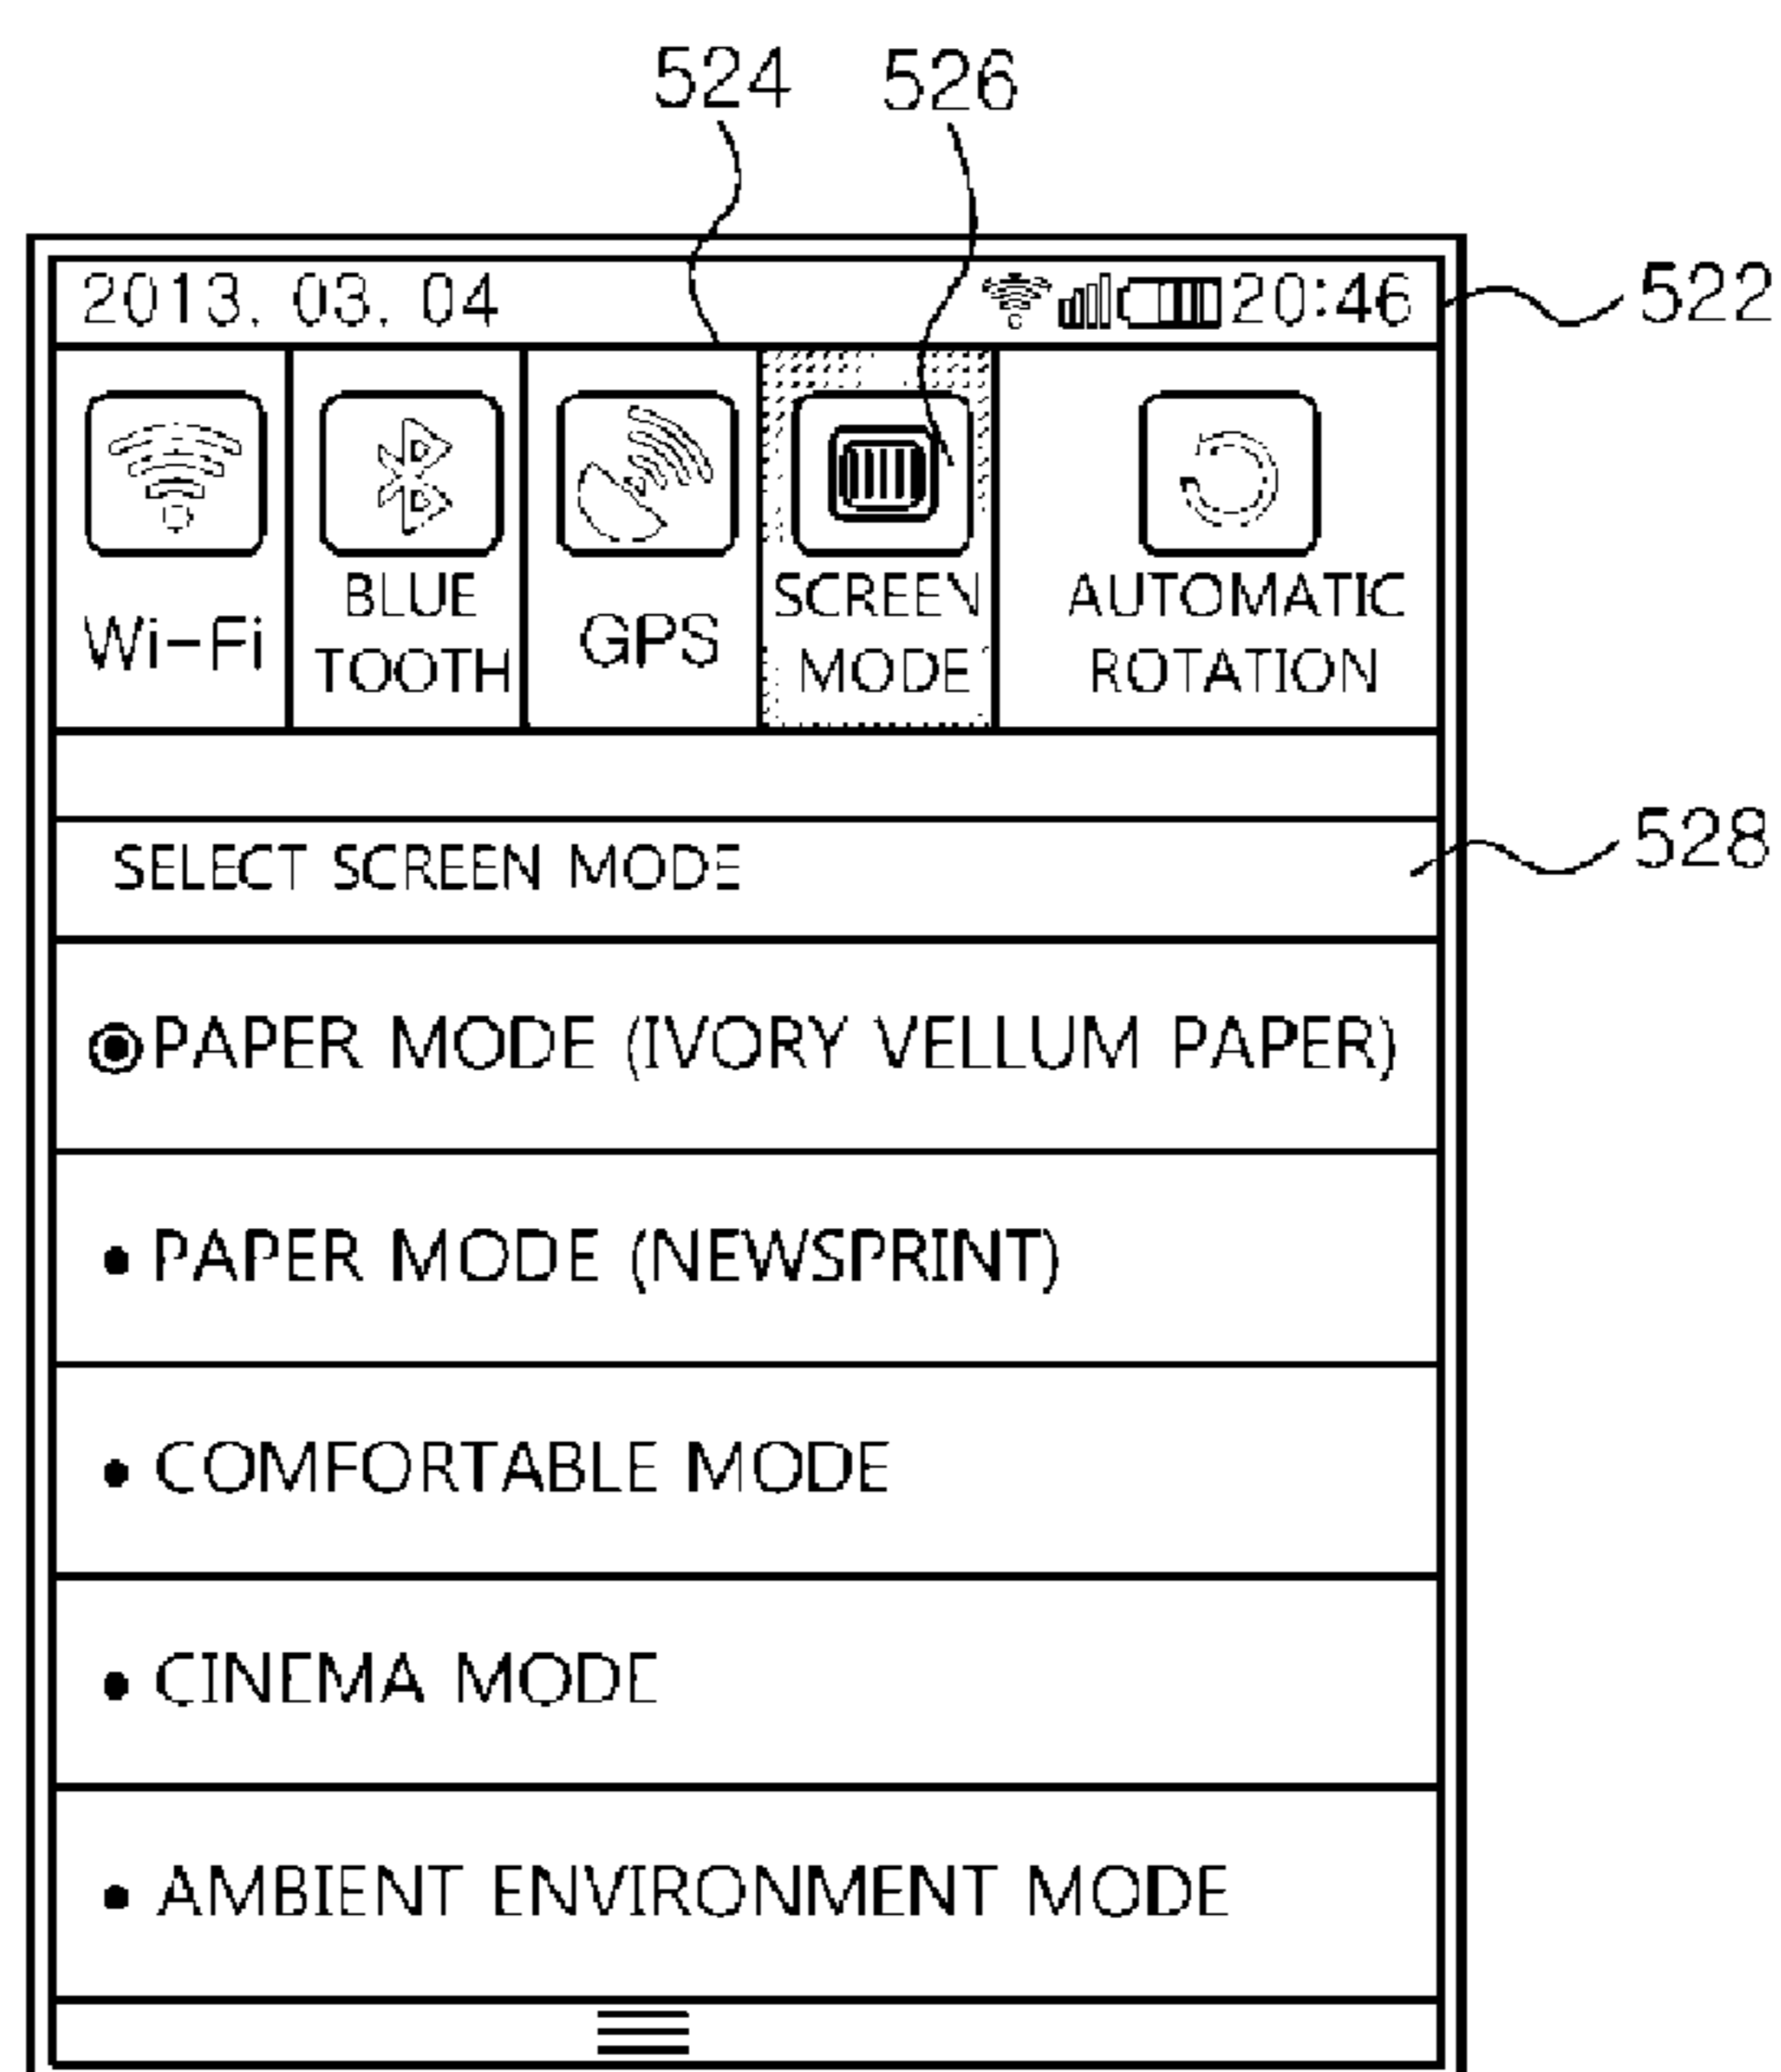 524 526
2013. 03. 04 20:46 522
Wi-Fi
BLUE
TOOTH
GPS
SCREEN
MODE
AUTOMATIC
ROTATION
SELECT SCREEN MODE 528
PAPER MODE (IVORY VELLUM PAPER)
• PAPER MODE (NEWSPRINT)
• COMFORTABLE MODE
• CINEMA MODE
• AMBIENT ENVIRONMENT MODE